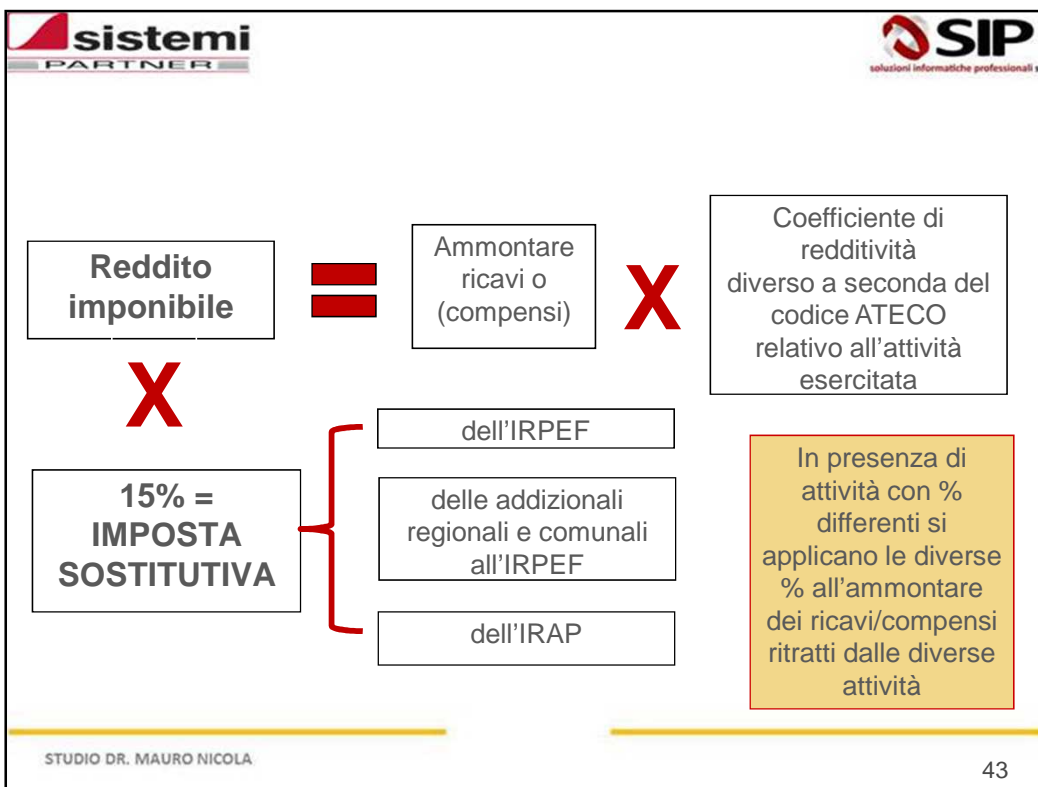 sistemi
PARTNER
SIP
soluzioni informatiche professionali s
Reddito
imponibile
=
Ammontare
ricavi o
(compensi)
X
Coefficiente di
redditività
diverso a seconda del
codice ATECO
relativo all'attività
esercitata
X
15% =
IMPOSTA
SOSTITUTIVA
dell'IRPEF
delle addizionali
regionali e comunali
all'IRPEF
dell'IRAP
In presenza di
attività con %
differenti si
applicano le diverse
% all'ammontare
dei ricavi/compensi
ritratti dalle diverse
attività
STUDIO DR. MAURO NICOLA
43